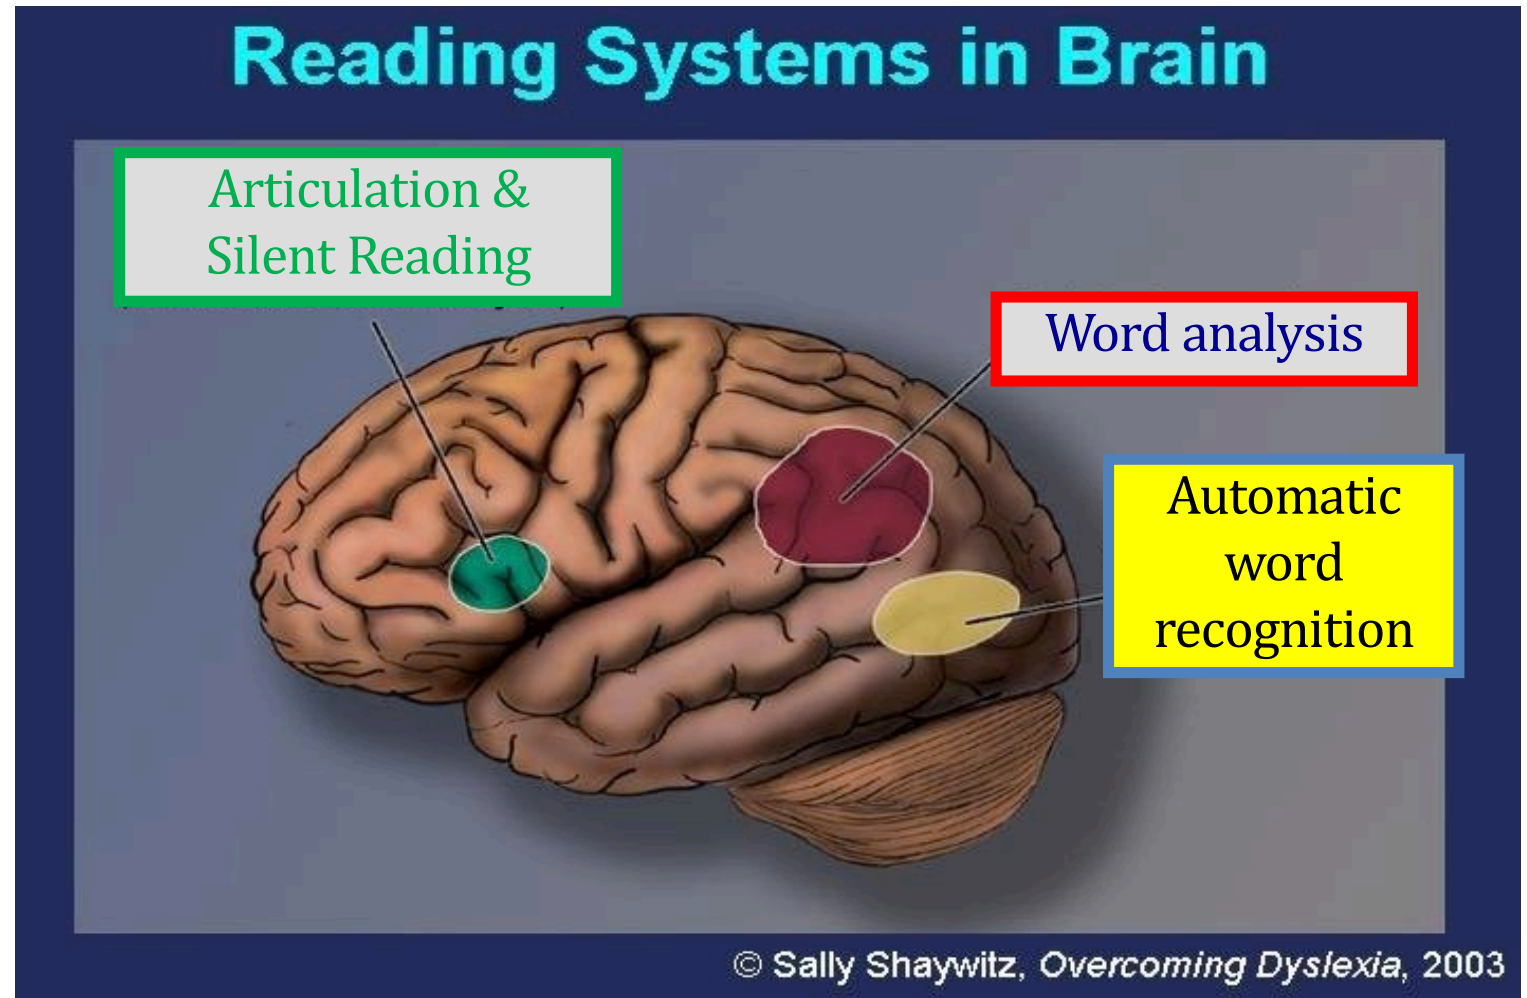 Reading Systems in Brain
Articulation &
Silent Reading
Word analysis
Automatic
word
recognition
© Sally Shaywitz, Overcoming Dyslexia, 2003